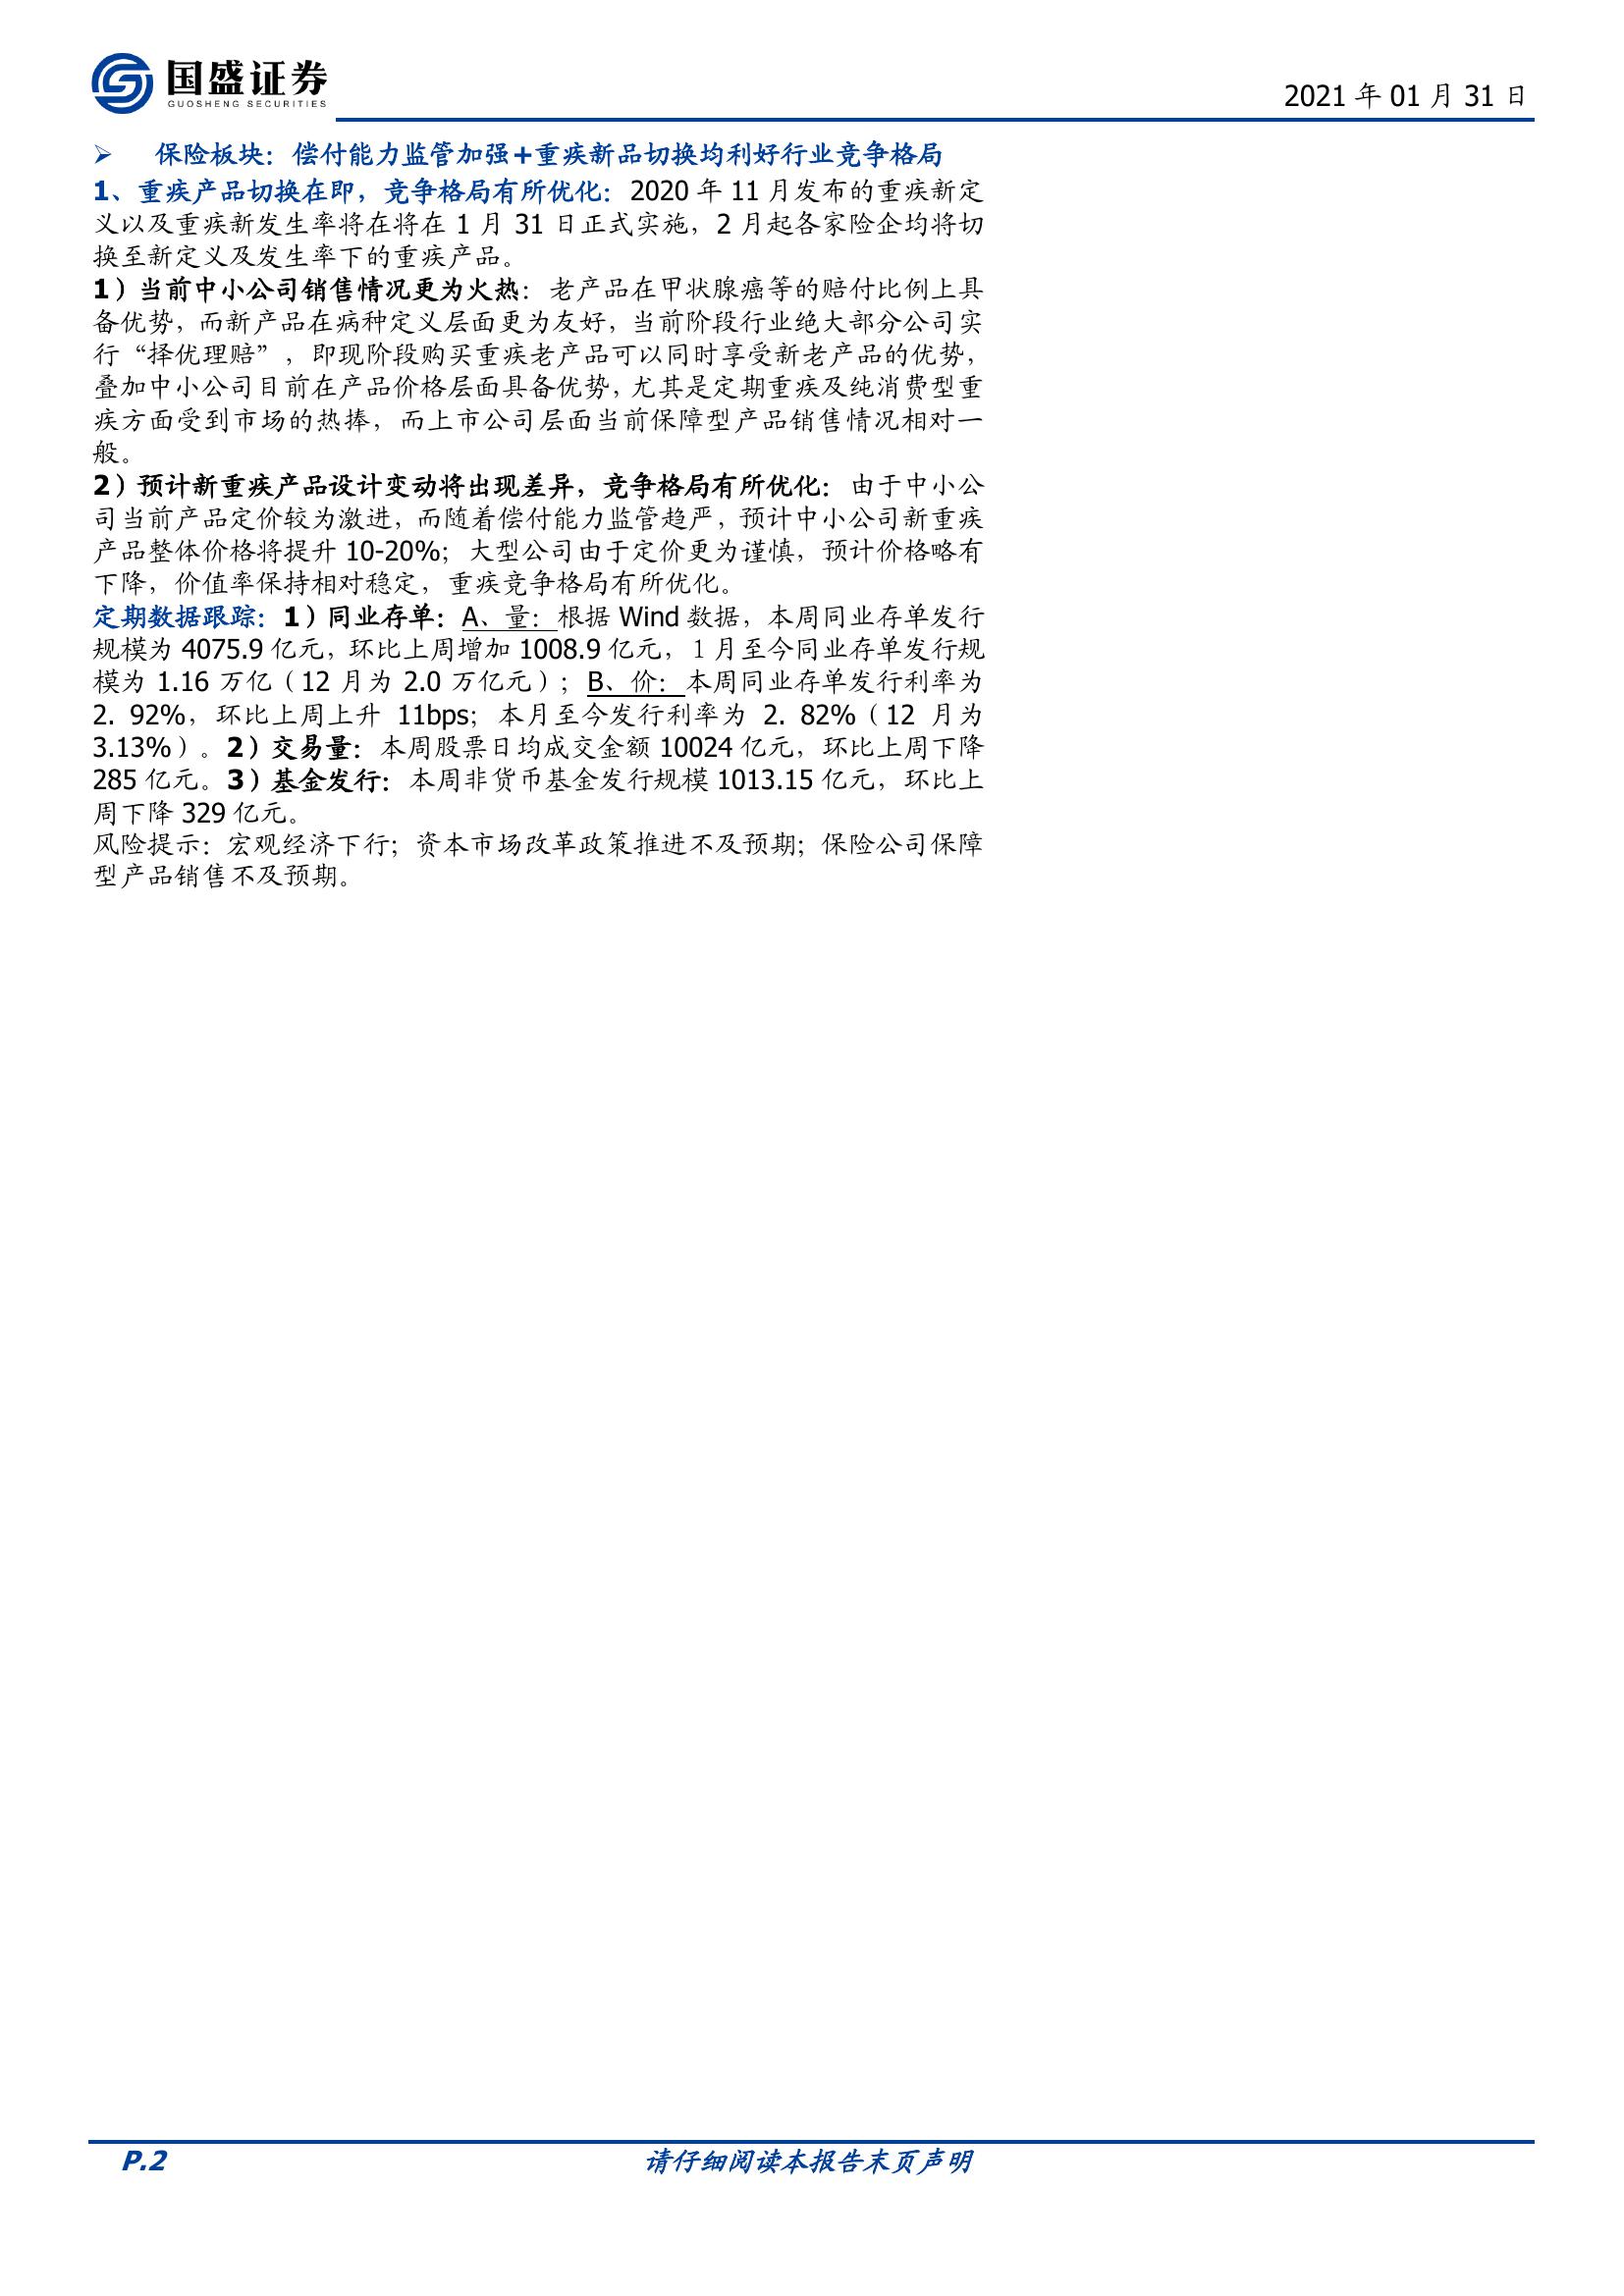 国盛证券
GUOSHENG SECURITIES
2021 年 01 月 31 日
➢ 保险板块：偿付能力监管加强+重疾新品切换均利好行业竞争格局
1、重疾产品切换在即，竞争格局有所优化：2020 年 11 月发布的重疾新定
义以及重疾新发生率将在将在 1 月 31 日正式实施，2 月起各家险企均将切
换至新定义及发生率下的重疾产品。
1）当前中小公司销售情况更为火热：老产品在甲状腺癌等的赔付比例上具
备优势，而新产品在病种定义层面更为友好，当前阶段行业绝大部分公司实
行“择优理赔”，即现阶段购买重疾老产品可以同时享受新老产品的优势，
叠加中小公司目前在产品价格层面具备优势，尤其是定期重疾及纯消费型重
疾方面受到市场的热捧，而上市公司层面当前保障型产品销售情况相对一
般。
2）预计新重疾产品设计变动将出现差异，竞争格局有所优化：由于中小公
司当前产品定价较为激进，而随着偿付能力监管趋严，预计中小公司新重疾
产品整体价格将提升 10-20%；大型公司由于定价更为谨慎，预计价格略有
下降，价值率保持相对稳定，重疾竞争格局有所优化。
定期数据跟踪：1）同业存单：A、量：根据 Wind 数据，本周同业存单发行
规模为 4075.9 亿元，环比上周增加 1008.9 亿元，1 月至今同业存单发行规
模为 1.16 万亿（12 月为 2.0 万亿元）；B、价：本周同业存单发行利率为
2. 92%，环比上周上升 11bps；本月至今发行利率为 2. 82%（12 月为
3.13%）。2）交易量：本周股票日均成交金额 10024 亿元，环比上周下降
285 亿元。3）基金发行：本周非货币基金发行规模 1013.15 亿元，环比上
周下降 329 亿元。
风险提示：宏观经济下行；资本市场改革政策推进不及预期；保险公司保障
型产品销售不及预期。
P.2
请仔细阅读本报告末页声明